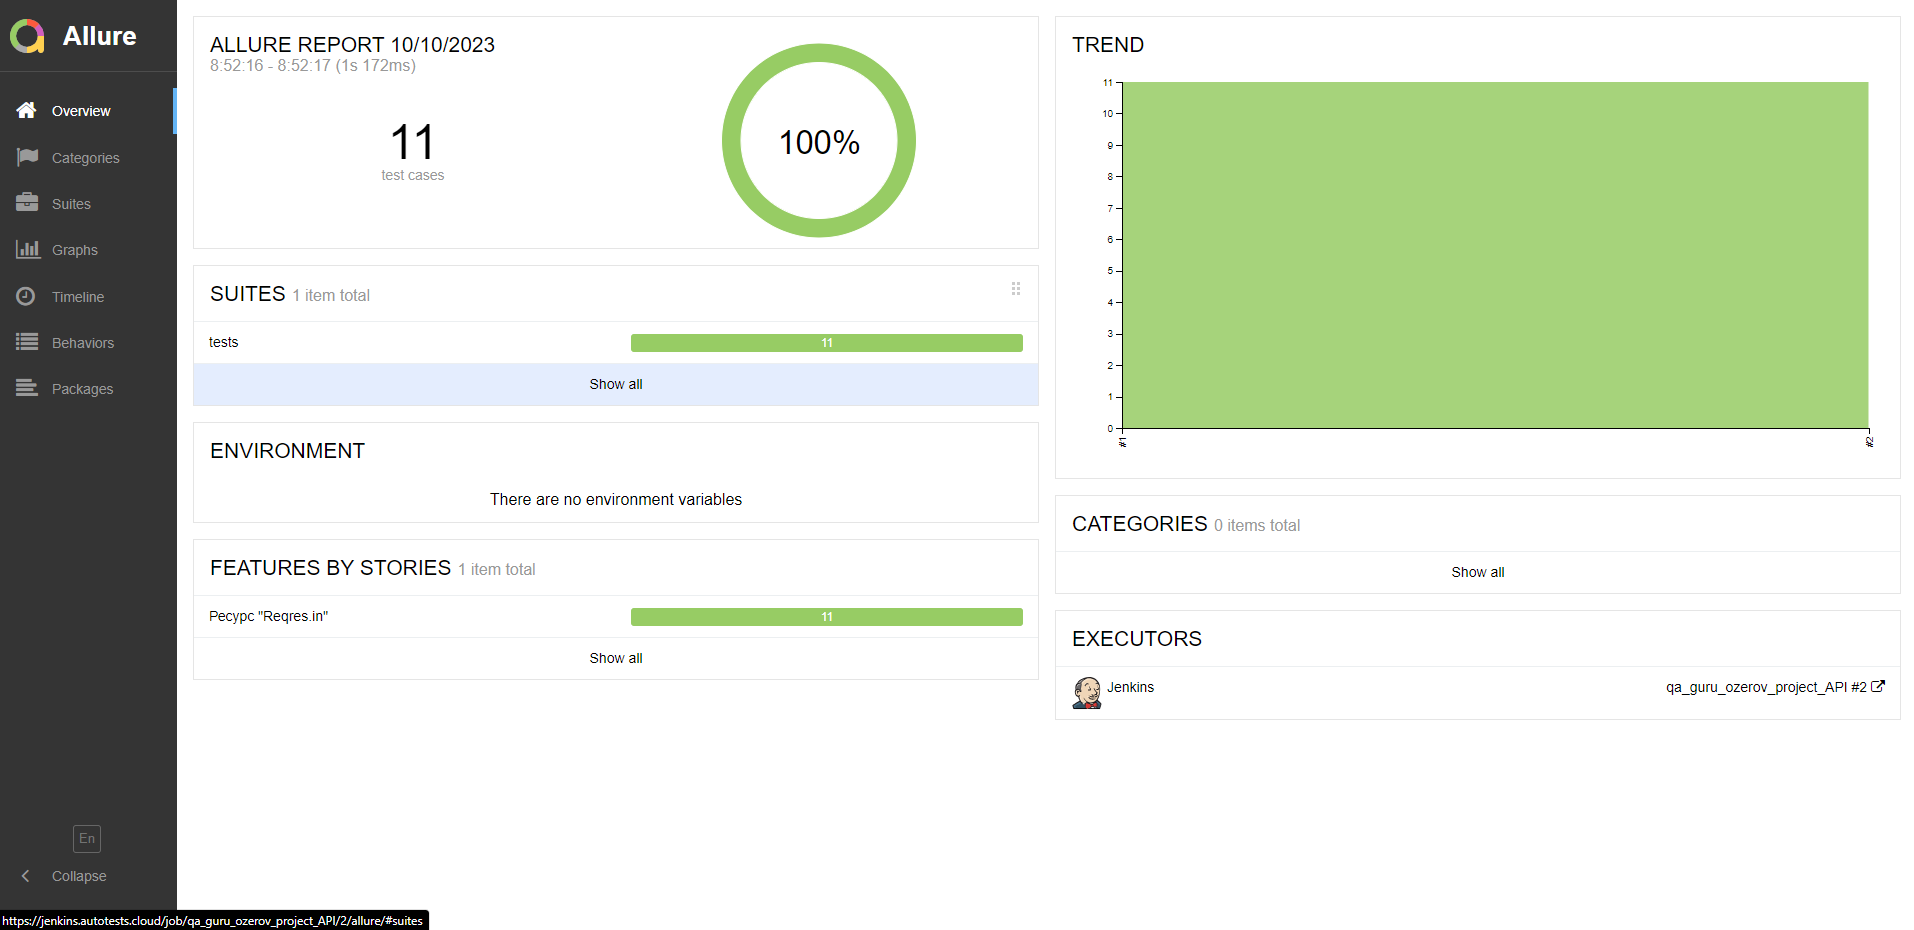 Allure
Overview
Categories
Suites
Graphs
Timeline
Behaviors
Packages
En
Collapse
ALLURE REPORT 10/10/2023
8:52:16 - 8:52:17 (1s 172ms)
11
test cases
100%
SUITES 1 item total
tests
11
Show all
ENVIRONMENT
There are no environment variables
FEATURES BY STORIES 1 item total
Ресурс "Reqres.in"
11
Show all
TREND
11
10
9
8
7
6
5
4
3
2
1
0
#1
#2
CATEGORIES 0 items total
Show all
EXECUTORS
Jenkins
qa_guru_ozerov_project_API #2
https://jenkins.autotests.cloud/job/qa_guru_ozerov_project_API/2/allure/#suites